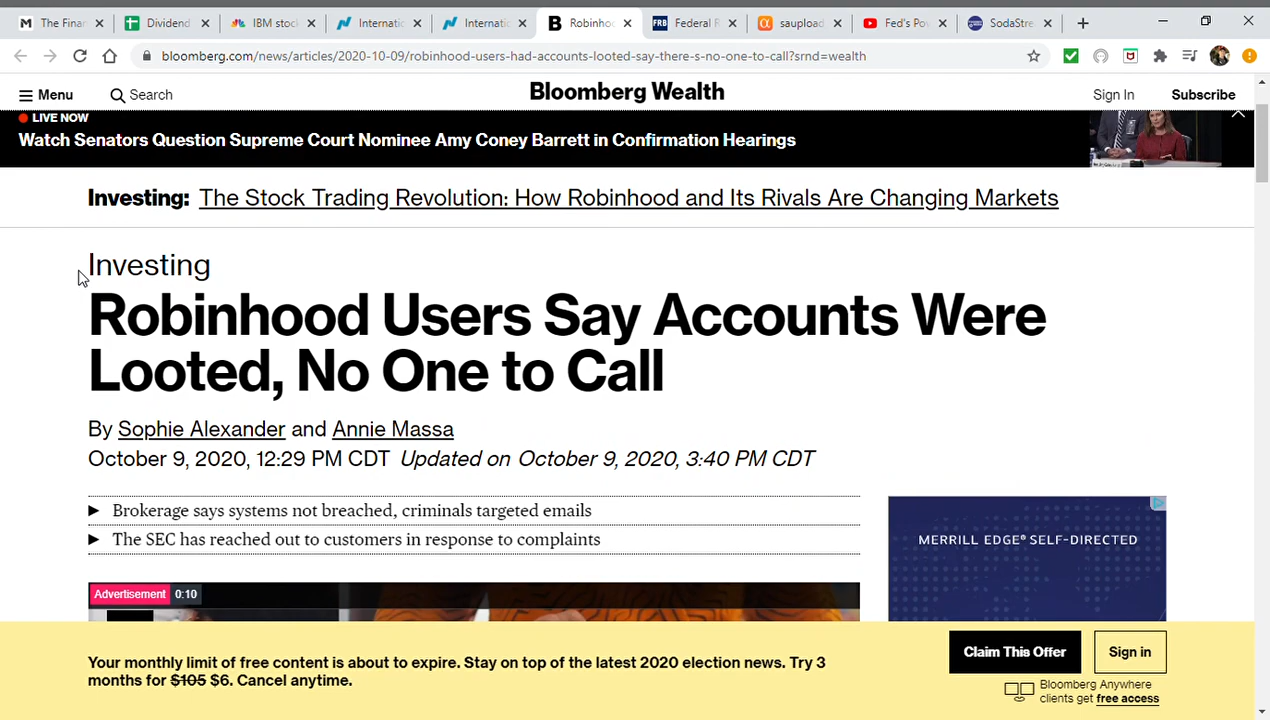 The Finan
Dividend
IBM stoc
Internatio
Internatio
Robinhoo
Federal R
saupload
Fed's Pov
SodaStre
bloomberg.com/news/articles/2020-10-09/robinhood-users-had-accounts-looted-say-there-s-no-one-to-call?srnd=wealth
Menu Search Bloomberg Wealth Sign In Subscribe
LIVE NOW
Watch Senators Question Supreme Court Nominee Amy Coney Barrett in Confirmation Hearings
Investing: The Stock Trading Revolution: How Robinhood and Its Rivals Are Changing Markets
Investing
Robinhood Users Say Accounts Were
Looted, No One to Call
By Sophie Alexander and Annie Massa
October 9, 2020, 12:29 PM CDT Updated on October 9, 2020, 3:40 PM CDT
Brokerage says systems not breached, criminals targeted emails
The SEC has reached out to customers in response to complaints
MERRILL EDGE® SELF-DIRECTED
Advertisement 0:10
Your monthly limit of free content is about to expire. Stay on top of the latest 2020 election news. Try 3
months for $105 $6. Cancel anytime.
Claim This Offer
Sign in
Bloomberg Anywhere
clients get free access